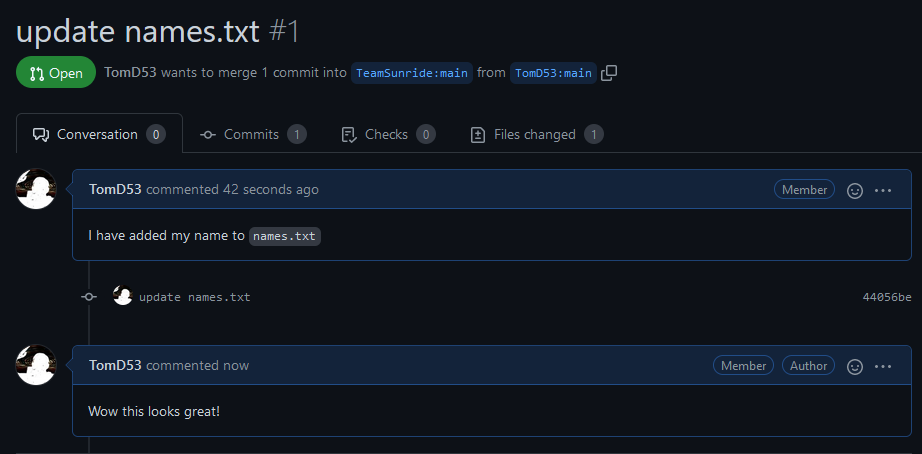 update names.txt #1
Open TomD53 wants to merge 1 commit into TeamSunride:main from TomD53:main
Conversation 0 Commits 1 Checks 0 Files changed 1
TomD53 commented 42 seconds ago Member
I have added my name to names.txt
update names.txt 44056be
TomD53 commented now Member Author
Wow this looks great!